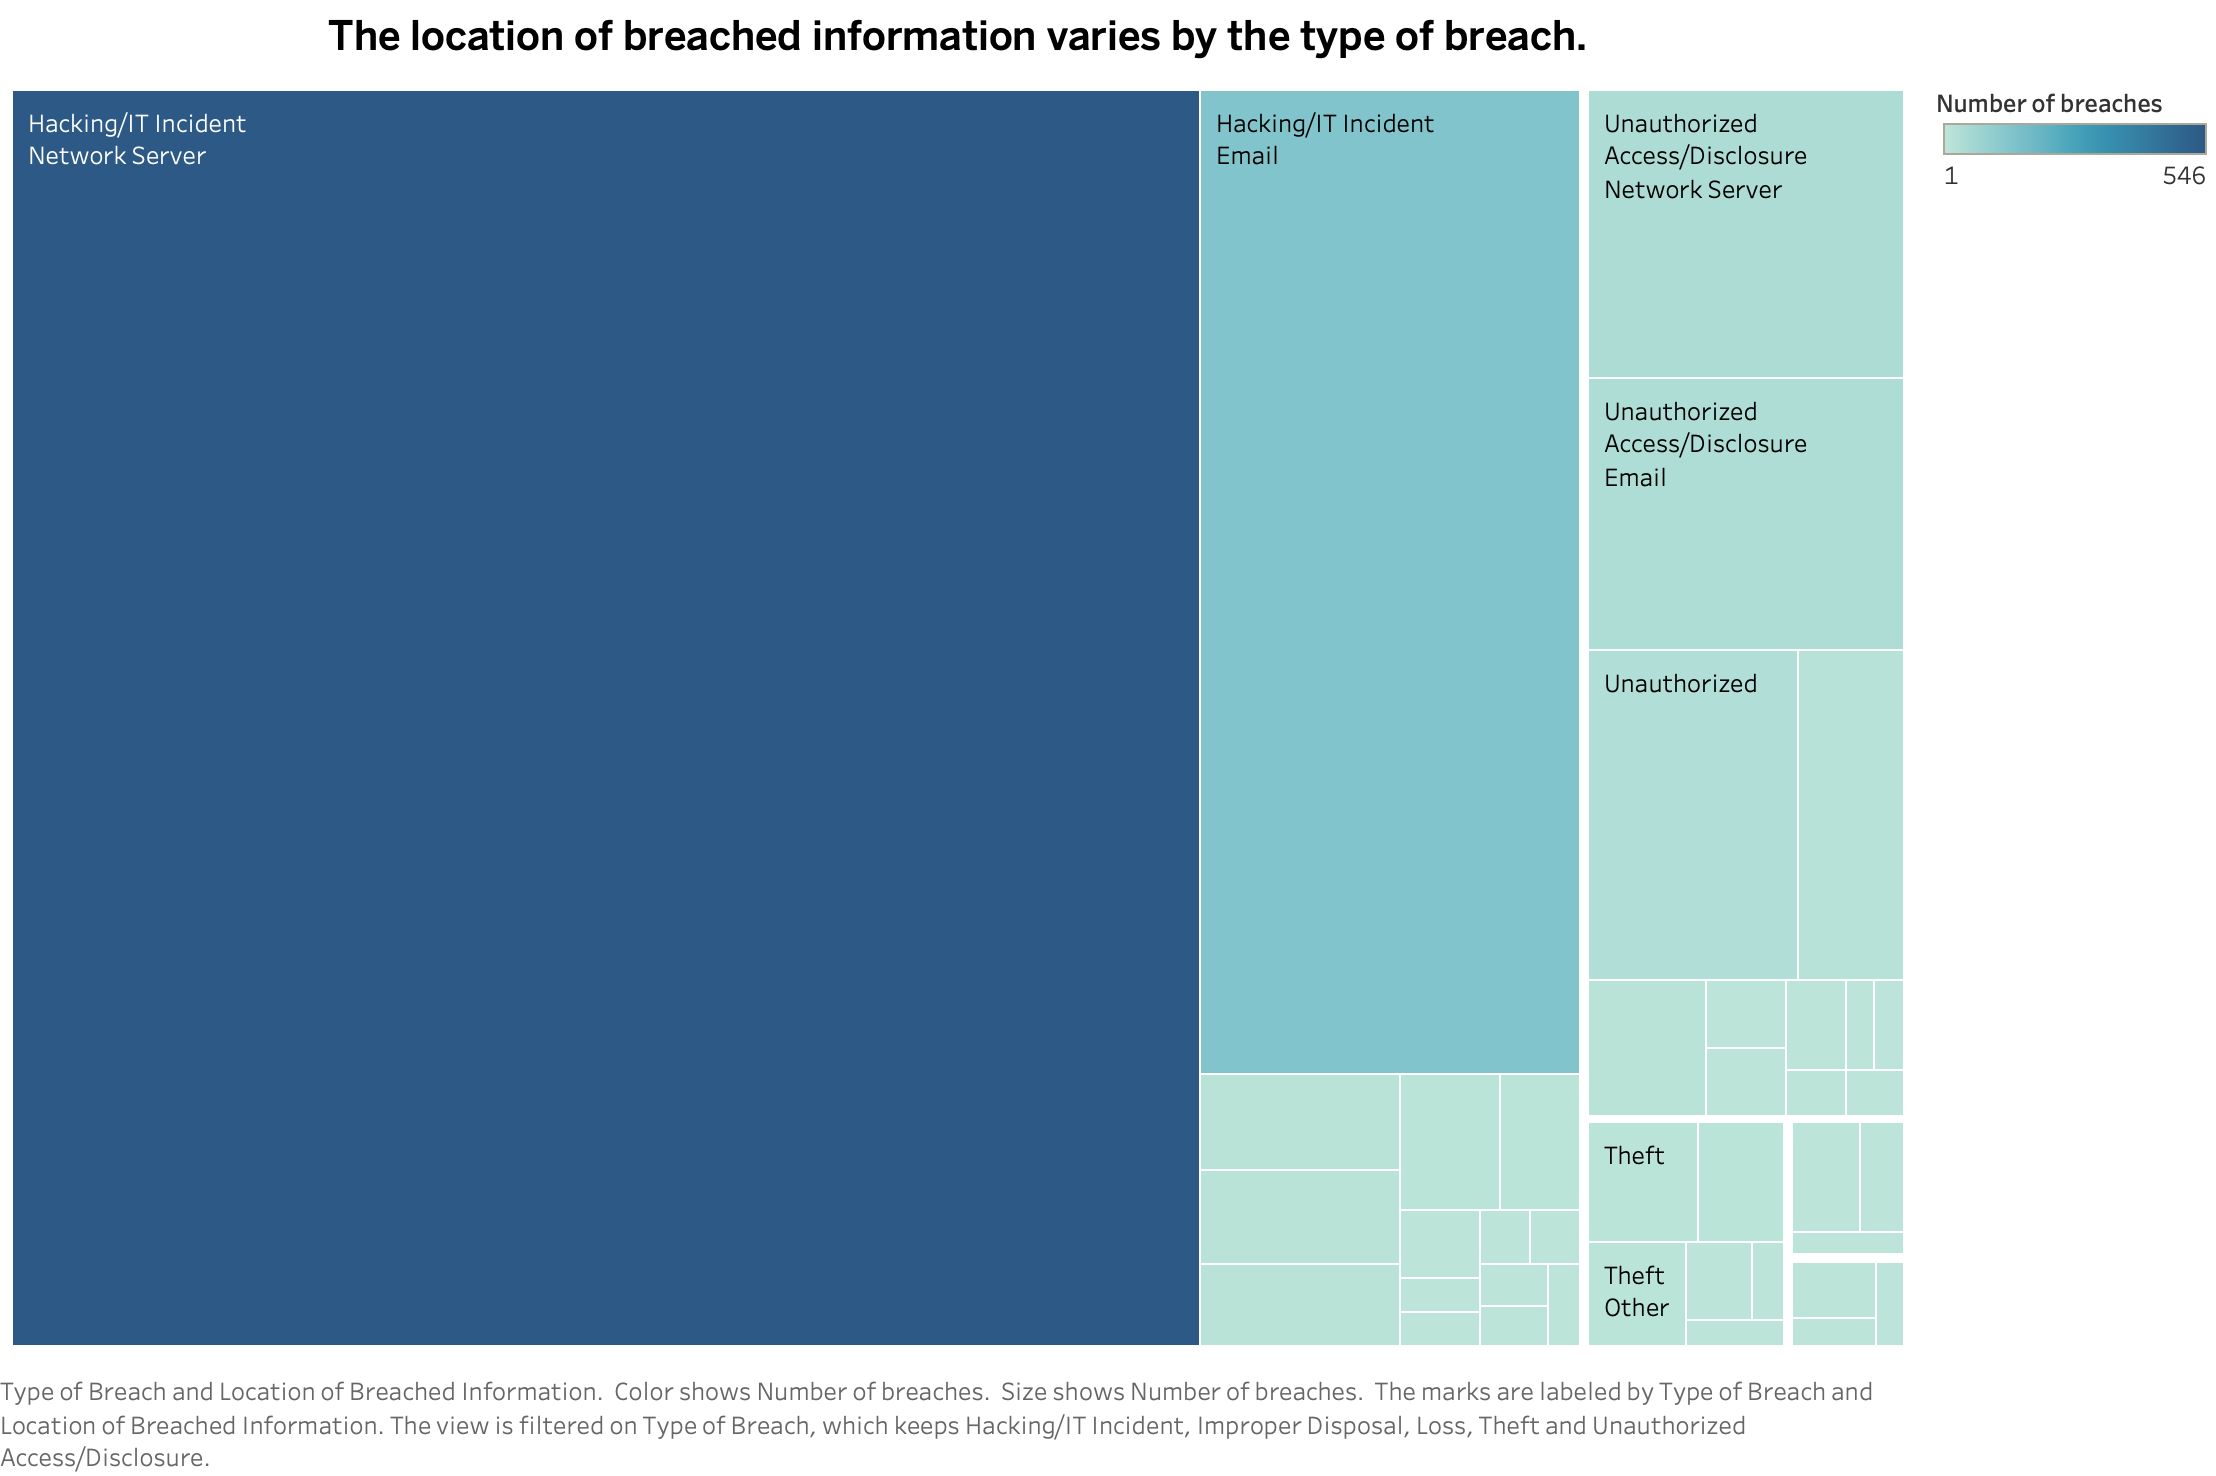 The location of breached information varies by the type of breach.
Hacking/IT Incident
Network Server
Hacking/IT Incident
Email
Unauthorized
Access/Disclosure
Network Server
Unauthorized
Access/Disclosure
Email
Unauthorized
Theft
Theft
Other
Number of breaches
1 546
Type of Breach and Location of Breached Information.  Color shows Number of breaches.  Size shows Number of breaches.  The marks are labeled by Type of Breach and
Location of Breached Information. The view is filtered on Type of Breach, which keeps Hacking/IT Incident, Improper Disposal, Loss, Theft and Unauthorized
Access/Disclosure.